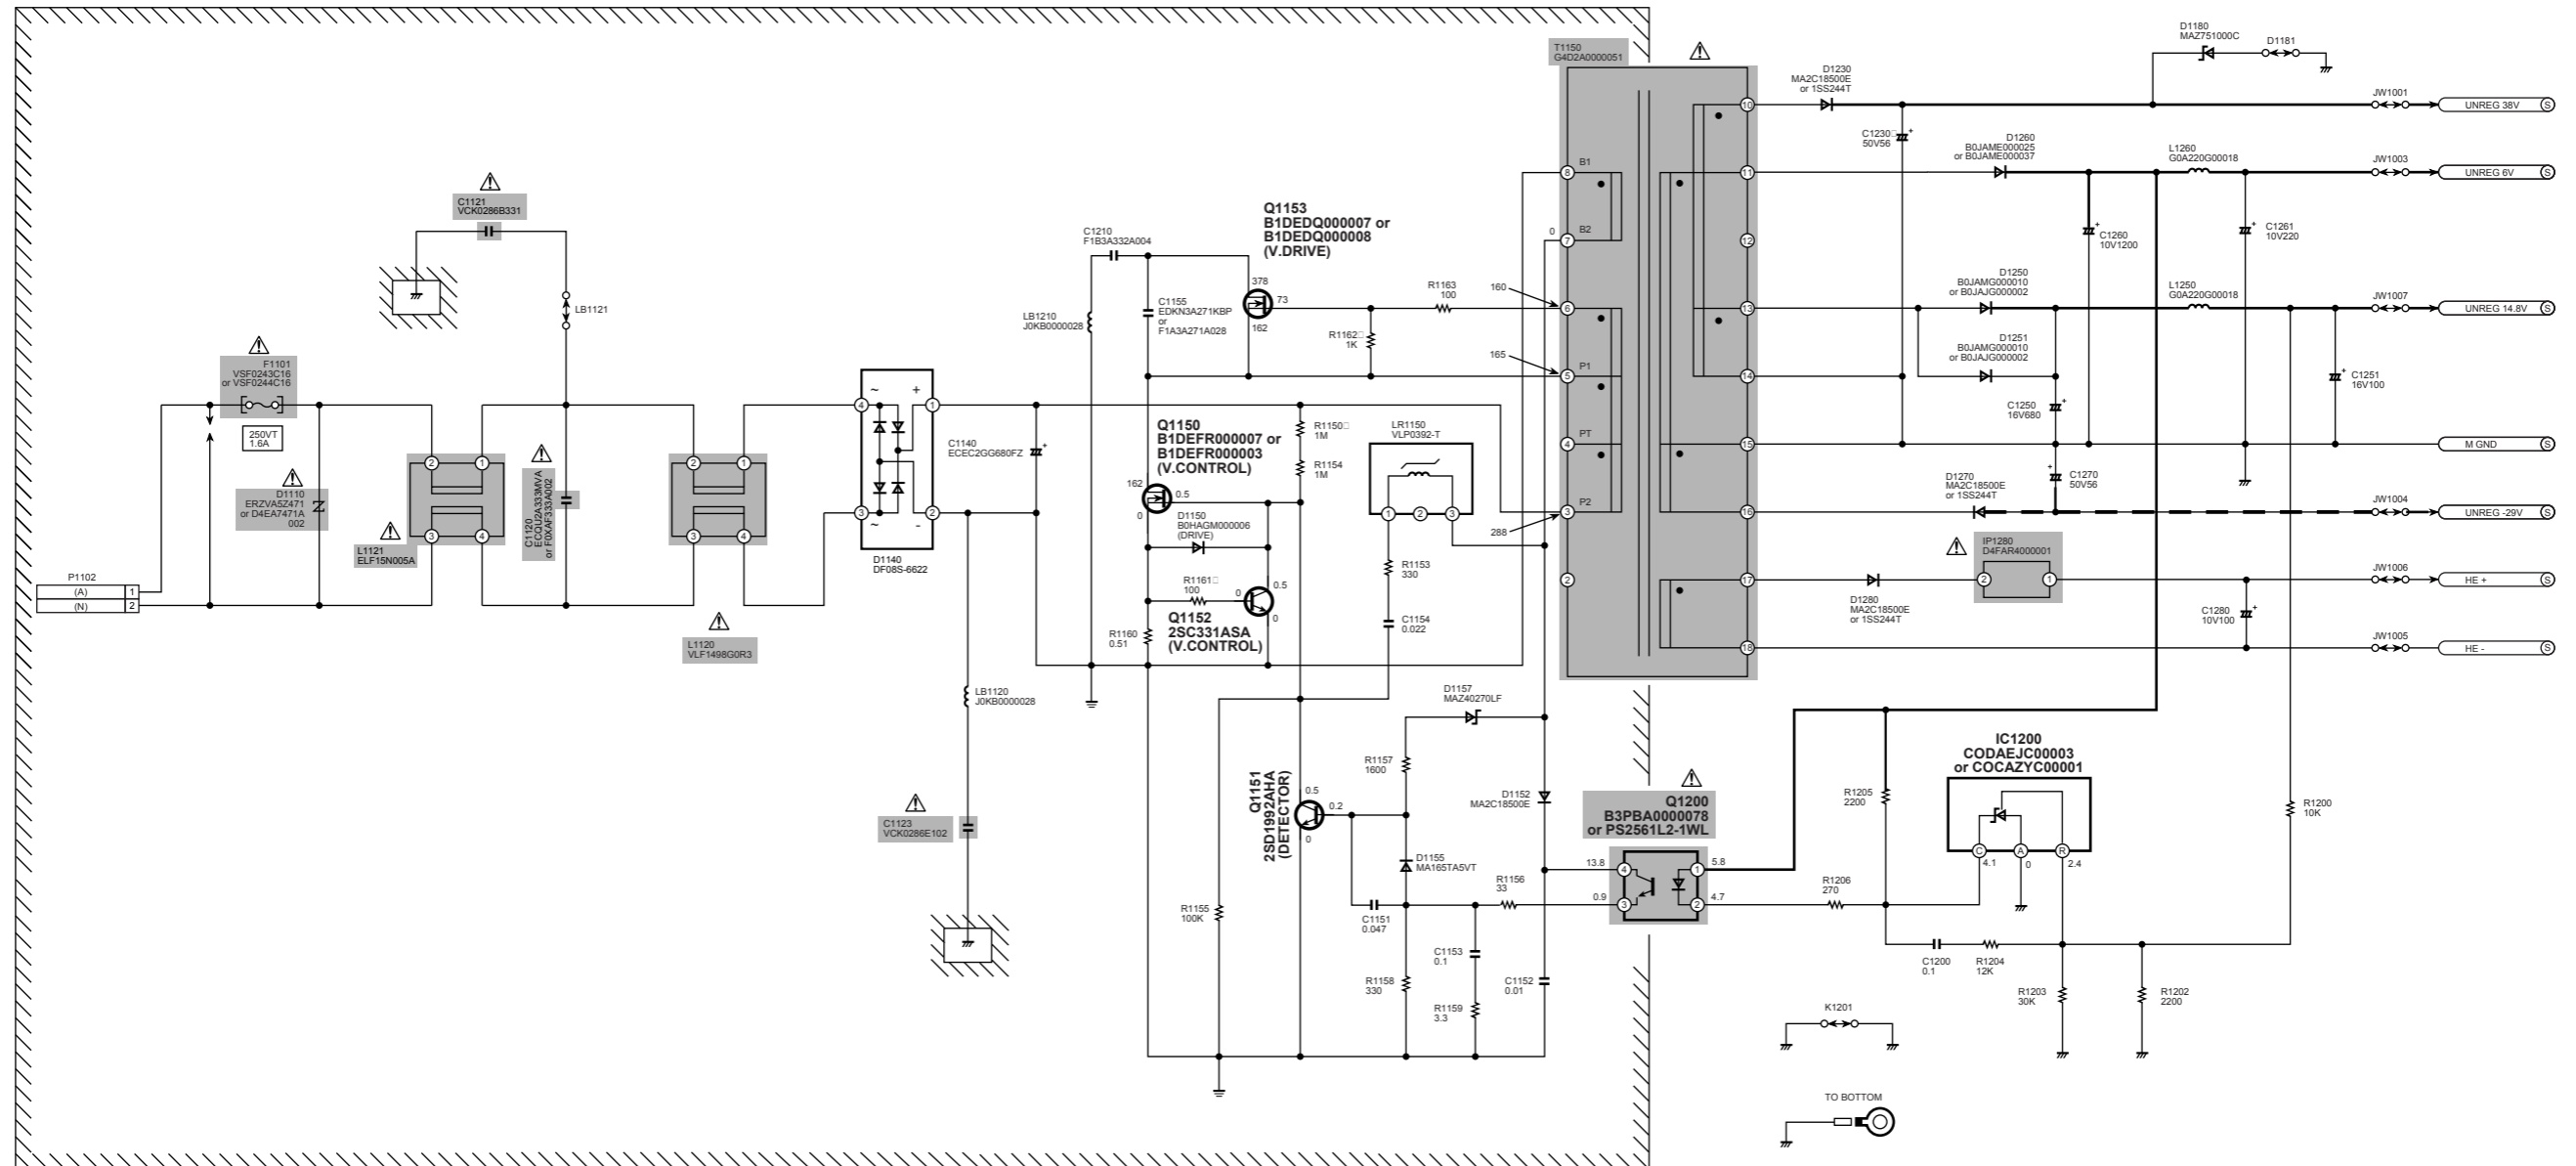 C1121
VCK0286B331
LB1121
F1101
VSF0243C16
or VSF0244C16
250VT
1.6A
D1110
ERZVA5Z471
or D4EA7471A
002
P1102
(A) 1
(N) 2
2
1
3
4
L1121
ELF15N005A
C1120
ECQU2A333MVA
or F0XAF333A002
2
1
3
4
L1120
VLF1498G0R3
~
+
4
1
3
2
~
-
D1140
DF08S-6622
LB1120
J0KB0000028
C1123
VCK0286E102
C1140
ECEC2GG680FZ
C1210
F1B3A332A004
LB1210
J0KB0000028
C1155
EDKN3A271KBP
or
F1A3A271A028
Q1153
B1DEDQ000007 or
B1DEDQ000008
(V.DRIVE)
378
73
162
R1163
100
R1162□
1K
Q1150
B1DEFR000007 or
B1DEFR000003
(V.CONTROL)
162
0.5
0
R1150□
1M
R1154
1M
D1150
B0HAGM000006
(DRIVE)
R1161□
100
0
0.5
0
Q1152
2SC331ASA
(V.CONTROL)
R1160
0.51
LR1150
VLP0392-T
1
2
3
R1153
330
C1154
0.022
D1157
MAZ40270LF
R1157
1600
Q1151
2SD1992AHA
(DETECTOR)
0.5
0.2
0
D1152
MA2C18500E
D1155
MA165TA5VT
R1155
100K
C1151
0.047
R1156
33
C1153
0.1
R1158
330
R1159
3.3
C1152
0.01
T1150
G4D2A0000051
B1
8
B2
0
7
160
6
165
P1
5
PT
4
P2
3
288
2
10
11
12
13
14
15
16
17
18
Q1200
B3PBA0000078
or PS2561L2-1WL
13.8
4
1
5.8
0.9
3
2
4.7
D1180
MAZ751000C
D1181
D1230
MA2C18500E
or 1SS244T
JW1001
UNREG 38V
S
C1230□
50V56
D1260
B0JAME000025
or B0JAME000037
L1260
G0A220G00018
JW1003
UNREG 6V
S
C1260
10V1200
C1261
10V220
D1250
B0JAMG000010
or B0JAJG000002
L1250
G0A220G00018
JW1007
UNREG 14.8V
S
D1251
B0JAMG000010
or B0JAJG000002
C1250
16V680
C1251
16V100
M GND
S
D1270
MA2C18500E
or 1SS244T
C1270
50V56
JW1004
UNREG -29V
S
IP1280
D4FAR4000001
2
1
JW1006
HE +
S
D1280
MA2C18500E
or 1SS244T
C1280
10V100
JW1005
HE -
S
IC1200
CODAEJC00003
or COCAZYC00001
C
A
R
4.1
0
2.4
R1205
2200
R1200
10K
R1206
270
C1200
0.1
R1204
12K
R1203
30K
R1202
2200
K1201
TO BOTTOM